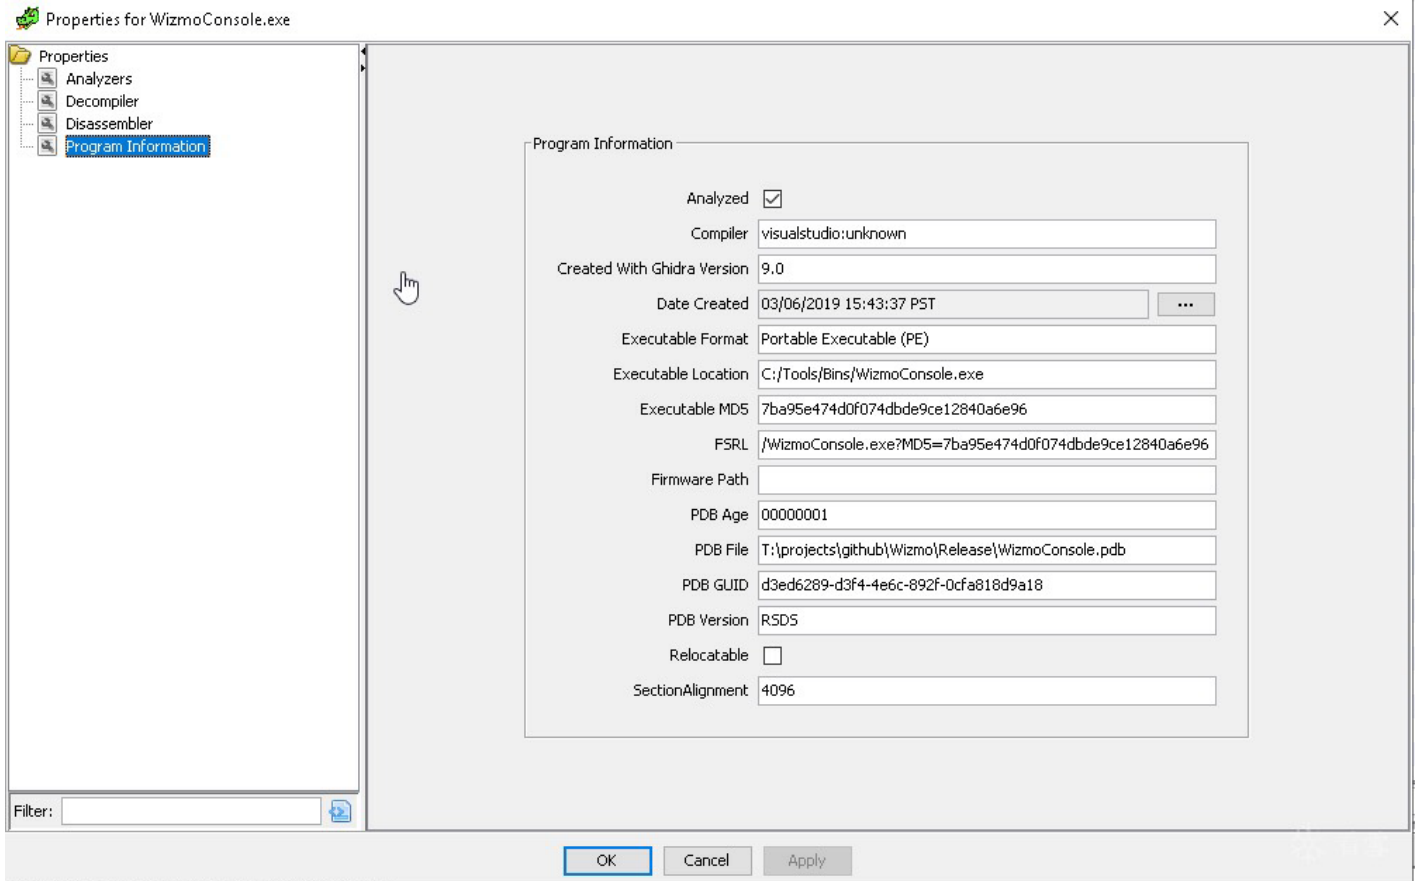 Properties for WizmoConsole.exe
Properties
Analyzers
Decompiler
Disassembler
Program Information
Filter:
Program Information
Analyzed
Compiler visualstudio:unknown
Created With Ghidra Version 9.0
Date Created 03/06/2019 15:43:37 PST ...
Executable Format Portable Executable (PE)
Executable Location C:/Tools/Bins/WizmoConsole.exe
Executable MD5 7ba95e474d0f074dbde9ce12840a6e96
FSRL /WizmoConsole.exe?MD5=7ba95e474d0f074dbde9ce12840a6e96
Firmware Path
PDB Age 00000001
PDB File T:\projects\github\Wizmo\Release\WizmoConsole.pdb
PDB GUID d3ed6289-d3f4-4e6c-892f-0cfa818d9a18
PDB Version RSDS
Relocatable
SectionAlignment 4096
OK Cancel Apply